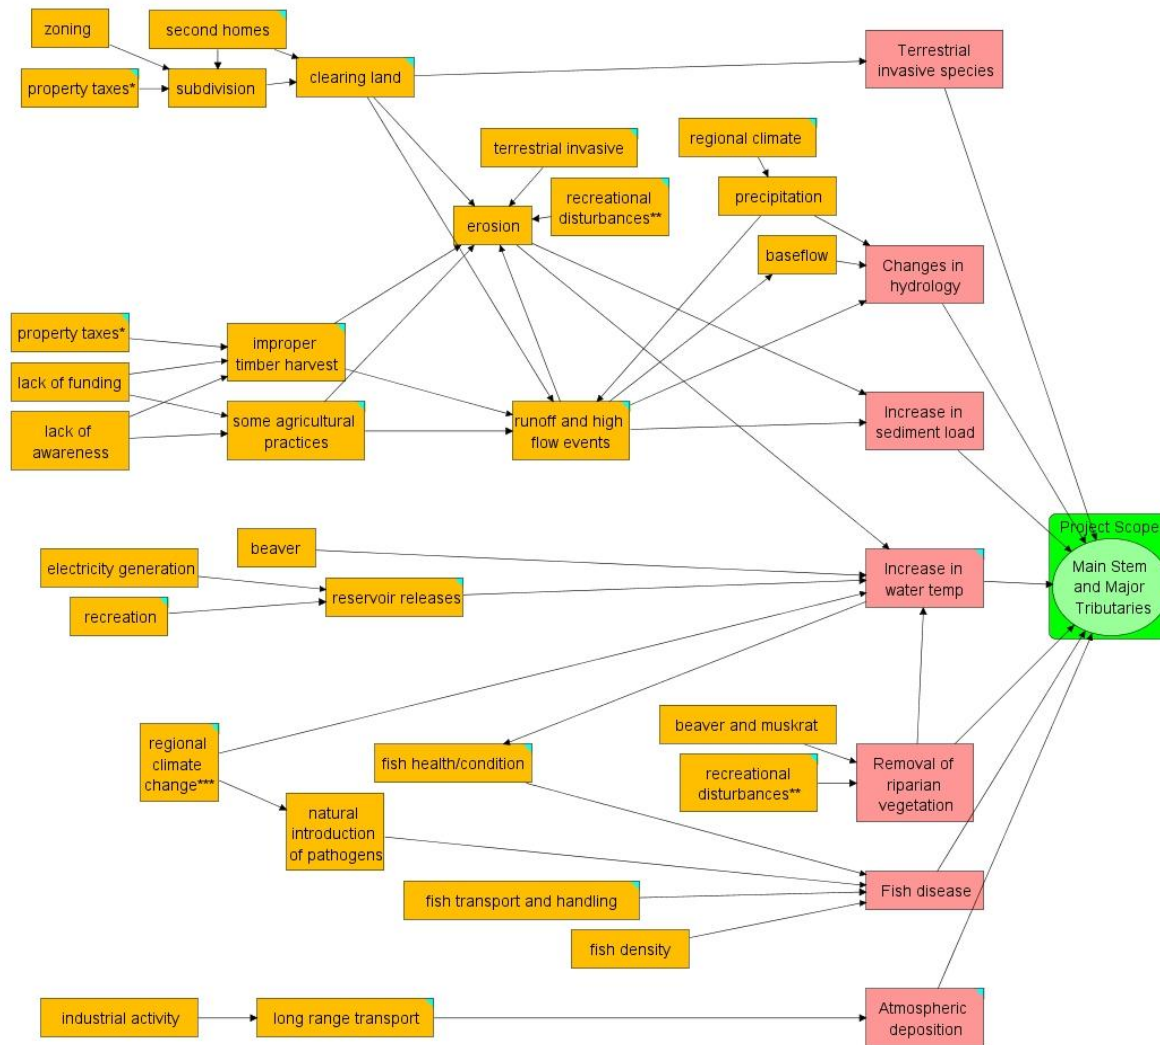 zoning
second homes
property taxes*
subdivision
clearing land
Terrestrial
invasive species
terrestrial invasive
regional climate
recreational
disturbances**
precipitation
erosion
baseflow
Changes in
hydrology
property taxes*
improper
timber harvest
lack of funding
lack of
awareness
some agricultural
practices
runoff and high
flow events
Increase in
sediment load
Project Scope
Main Stem
and Major
Tributaries
beaver
electricity generation
reservoir releases
recreation
Increase in
water temp
regional
climate
change***
fish health/condition
beaver and muskrat
recreational
disturbances**
Removal of
riparian
vegetation
natural
introduction
of pathogens
fish transport and handling
Fish disease
fish density
industrial activity
long range transport
Atmospheric
deposition